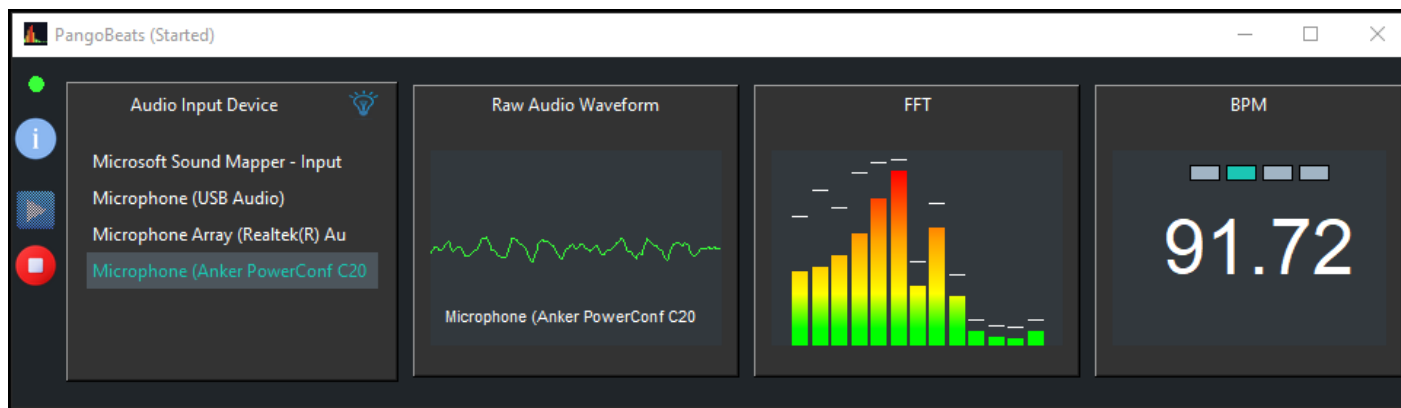 PangoBeats (Started)
Audio Input Device
Microsoft Sound Mapper - Input
Microphone (USB Audio)
Microphone Array (Realtek(R) Au
Microphone (Anker PowerConf C20
Raw Audio Waveform
Microphone (Anker PowerConf C20
FFT
BPM
91.72